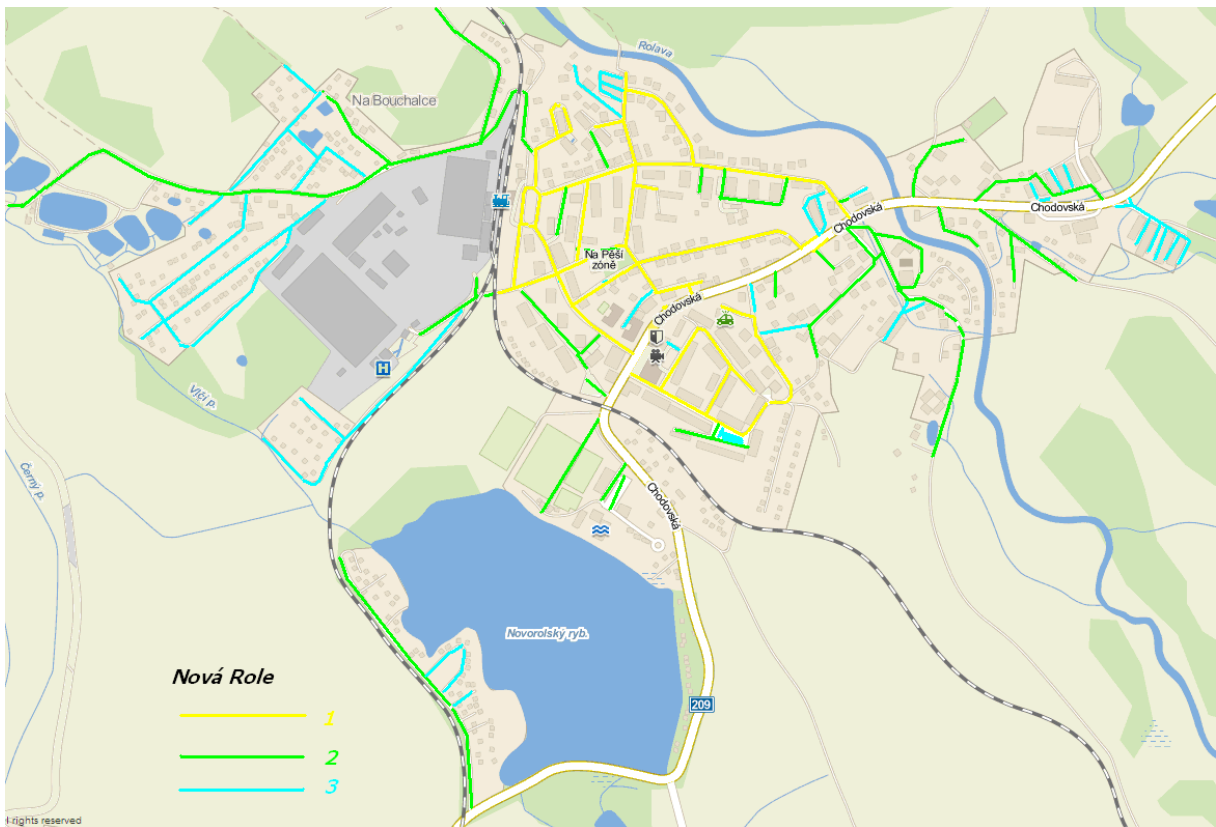 Rolava
Na Bouchalce
Chodovská
Chodovská
Na Pěší
zóně
Chodovská
H
Vlčí p.
Černý p.
Chodovská
Novorolský ryb.
Nová Role
209
1
2
3
rights reserved